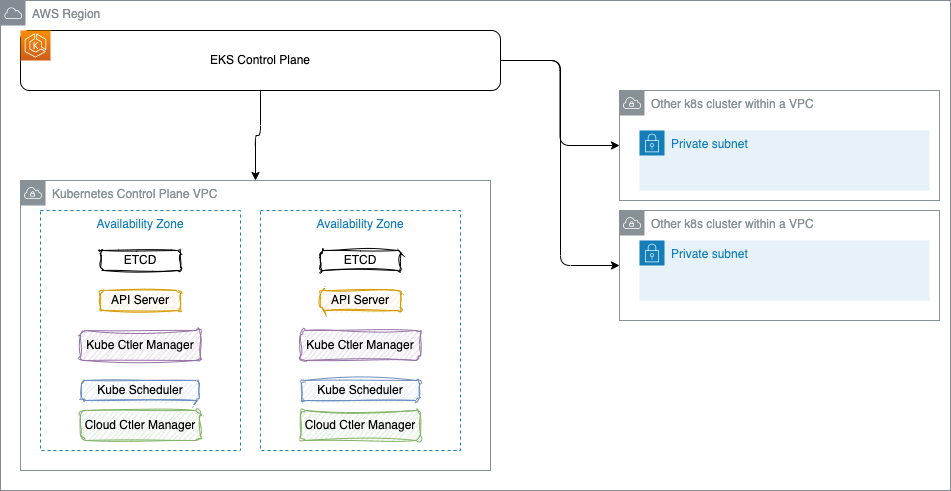 AWS Region
EKS Control Plane
Other k8s cluster within a VPC
Private subnet
Kubernetes Control Plane VPC
Availability Zone
ETCD
API Server
Kube Ctler Manager
Kube Scheduler
Cloud Ctler Manager
Availability Zone
ETCD
API Server
Kube Ctler Manager
Kube Scheduler
Cloud Ctler Manager
Other k8s cluster within a VPC
Private subnet